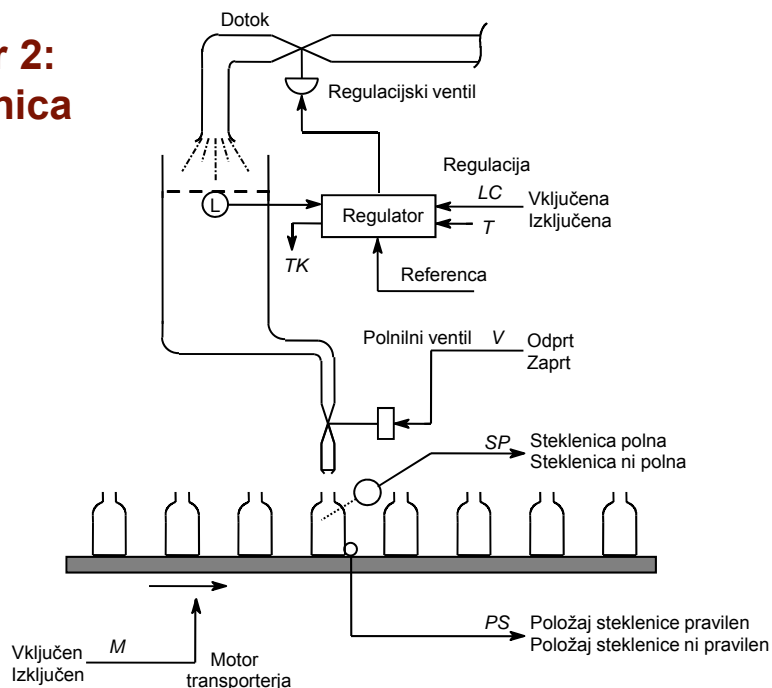 r 2:
nica
Dotok
Regulacijski ventil
Regulacija
LC
Vključena
Izključena
L
Regulator
T
TK
Referenca
Polnilni ventil
V
Odprt
Zaprt
SP
Steklenica polna
Steklenica ni polna
PS
Položaj steklenice pravilen
Položaj steklenice ni pravilen
Vključen
Izključen
M
Motor
transporterja